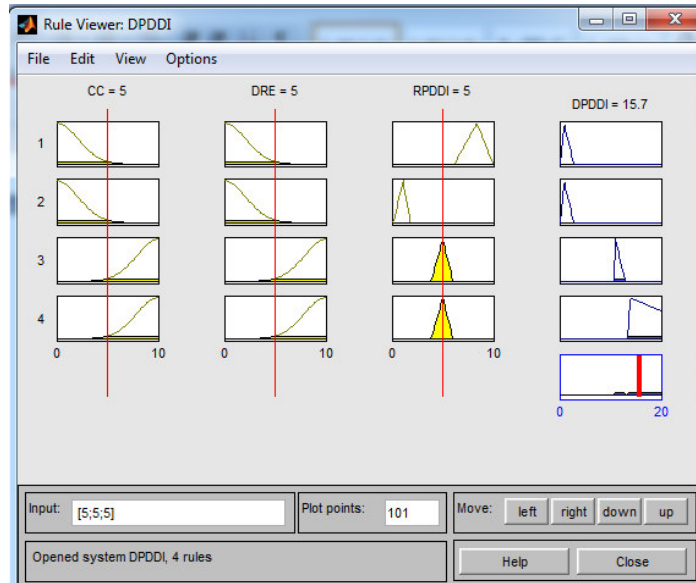 Rule Viewer: DPDDI
File Edit View Options
CC = 5 DRE = 5 RPDDI = 5 DPDDI = 15.7
1
2
3
4
0 10 0 10 0 20
Input: [5;5;5] Plot points: 101 Move: left right down up
Opened system DPDDI, 4 rules Help Close